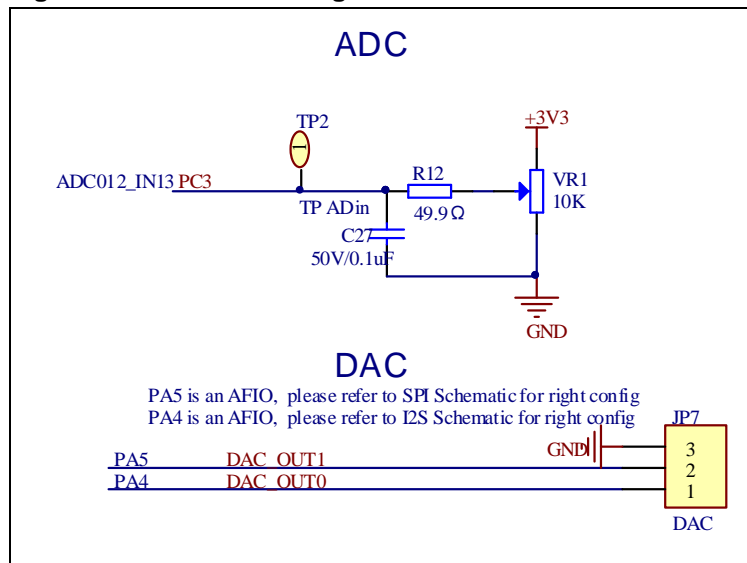 ADC
TP2
1
+3V3
ADC012_IN13 PC3
R12
VR1
TP ADin
49.9Ω
10K
C27
50V/0.1uF
GND
DAC
PA5 is an AFIO, please refer to SPI Schematic for right config
PA4 is an AFIO, please refer to I2S Schematic for right config
JP7
GND
3
PA5 DAC_OUT1
2
PA4 DAC_OUT0
1
DAC